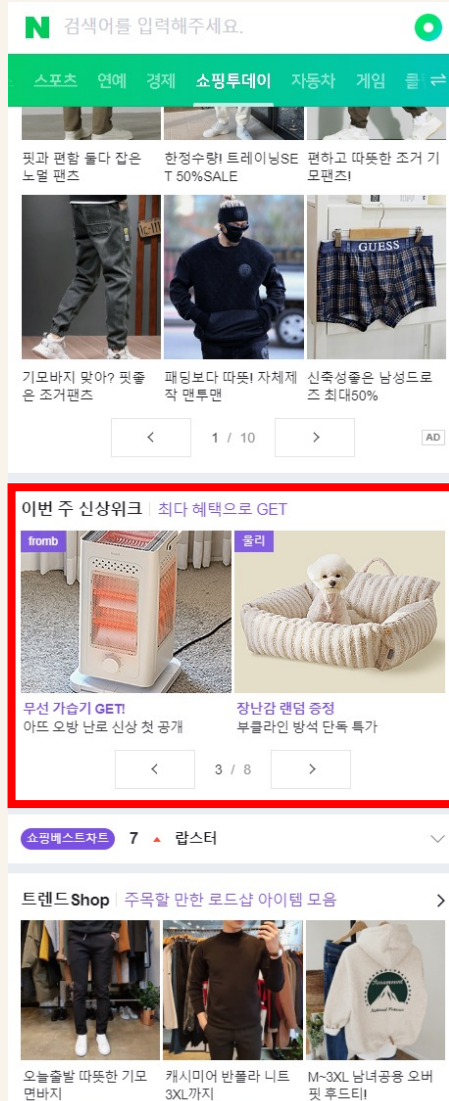 N 검색어를 입력해주세요.
스포츠 연예 경제 쇼핑투데이 자동차 게임 클
핏과 편함 둘다 잡은 노멀 팬츠
한정수량! 트레이닝SET 50%SALE
편하고 따뜻한 조거 기모팬츠!
GUESS
기모바지 맞아? 핏좋은 조거팬츠
패딩보다 따뜻! 자체제작 맨투맨
신축성좋은 남성드로즈 최대50%
< 1 / 10 >
AD
이번 주 신상위크 | 최다 혜택으로 GET
fromb
울리
무선 가습기 GET!
아뜨 오방 난로 신상 첫 공개
장난감 랜덤 증정
부클라인 방석 단독 특가
< 3 / 8 >
쇼핑베스트차트 7 ▲ 랍스터
트렌드Shop | 주목할 만한 로드샵 아이템 모음 >
Paramount
오늘출발 따뜻한 기모 면바지
캐시미어 반폴라 니트 3XL까지
M~3XL 남녀공용 오버핏 후드티!